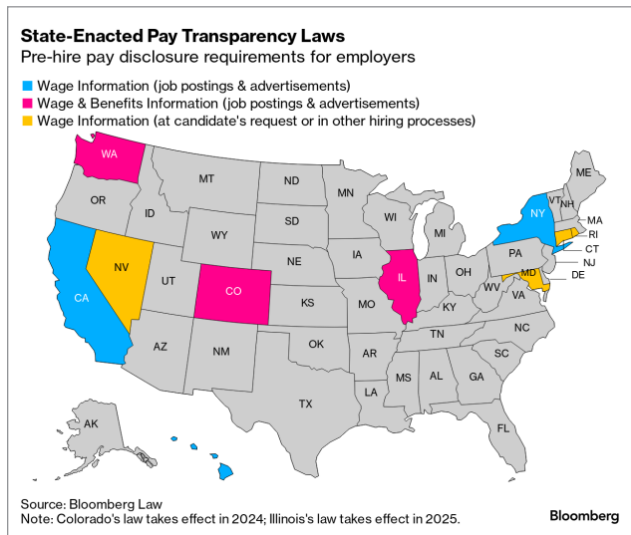 State-Enacted Pay Transparency Laws
Pre-hire pay disclosure requirements for employers
Wage Information (job postings & advertisements)
Wage & Benefits Information (job postings & advertisements)
Wage Information (at candidate's request or in other hiring processes)
WA
MT
ND
MN
ME
VT
NH
OR
ID
SD
WI
MI
NY
MA
RI
CT
NJ
DE
WY
NE
IA
PA
NV
UT
CO
IL
IN
OH
MD
CA
KS
MO
WV
VA
KY
AZ
NM
OK
AR
TN
NC
SC
TX
LA
MS
AL
GA
FL
AK
Source: Bloomberg Law
Note: Colorado's law takes effect in 2024; Illinois's law takes effect in 2025.
Bloomberg